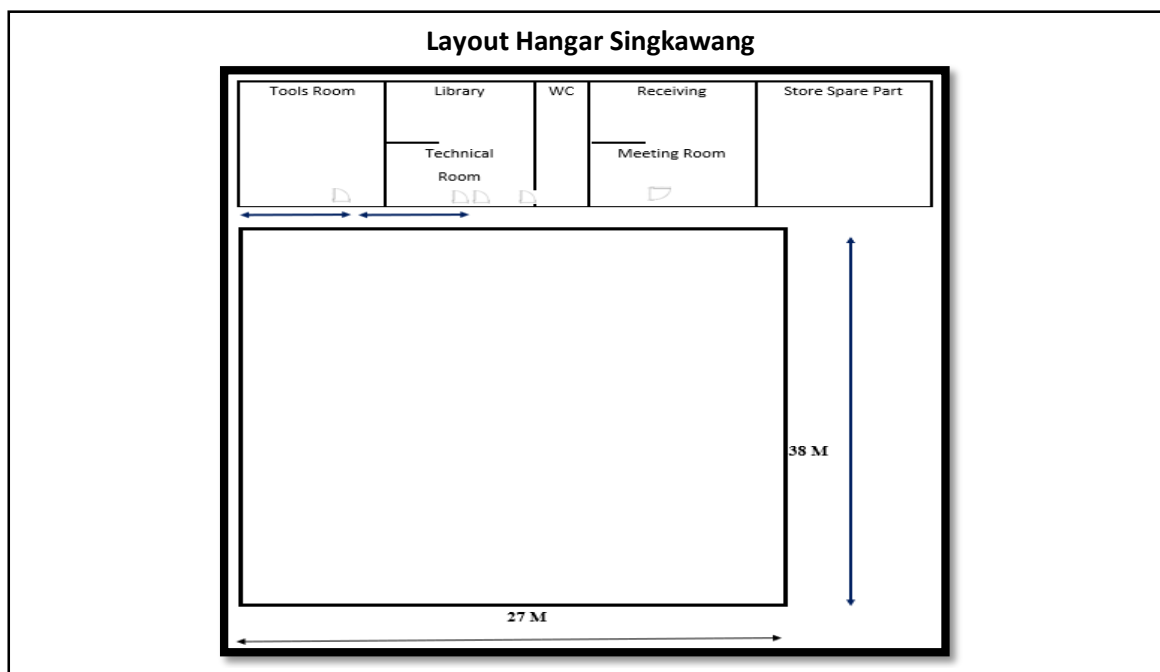 Layout Hangar Singkawang
Tools Room
Library
WC
Receiving
Store Spare Part
Technical
Room
Meeting Room
38 M
27 M